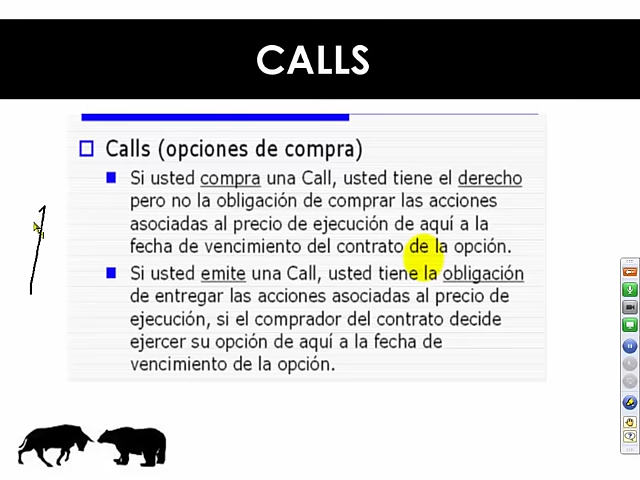 CALLS
Calls (opciones de compra)
Si usted compra una Call, usted tiene el derecho
pero no la obligación de comprar las acciones
asociadas al precio de ejecución de aquí a la
fecha de vencimiento del contrato de la opción.
Si usted emite una Call, usted tiene la obligación
de entregar las acciones asociadas al precio de
ejecución, si el comprador del contrato decide
ejercer su opción de aquí a la fecha de
vencimiento de la opción.